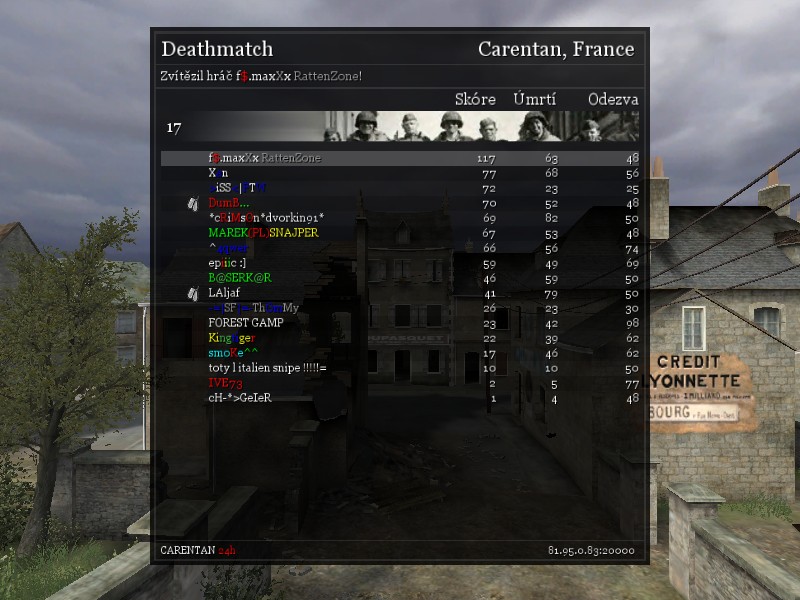 Deathmatch Carentan, France
Zvítězil hráč f$.maxXx RattenZone!
Skóre Úmrtí Odezva
17
f$.maxXx RattenZone 117 63 48
77 68 56
72 23 25
DumB... 70 52 48
*cRiMsOn*dvorkin91* 69 82 50
MAREK(PL)SNAJPER 67 53 48
66 56 74
epiiic :] 59 49 69
B@SERK@R 46 59 50
LAljaf 41 79 50
26 23 30
FOREST GAMP 23 42 98
22 39 62
smoKe^^ 17 46 62
toty l italien snipe !!!!!= 10 10 50
IVE73 2 5 77
cH-*>GeIeR 1 4 48
CREDIT
LYONNETTE
BOURG
DUPASQUET
CARENTAN 24h 81.95.0.83:20000